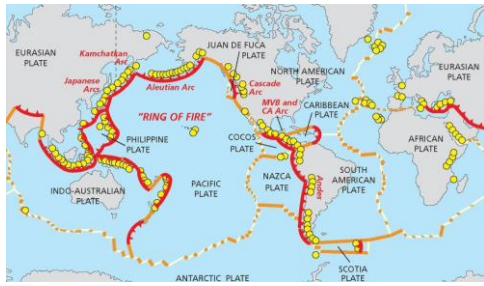 EURASIAN
PLATE
Kamchatkan
Arc
JUAN DE FUCA
PLATE
EURASIAN
PLATE
Japanese
Arcs
Aleutian Arc
Cascade
Arc
NORTH AMERICAN
PLATE
MVB and
CA Arc
CARIBBEAN
PLATE
"RING OF FIRE"
PHILIPPINE
PLATE
COCOS
PLATE
AFRICAN
PLATE
INDO-AUSTRALIAN
PLATE
PACIFIC
PLATE
NAZCA
PLATE
Andes
SOUTH
AMERICAN
PLATE
ANTARCTIC PLATE
SCOTIA
PLATE